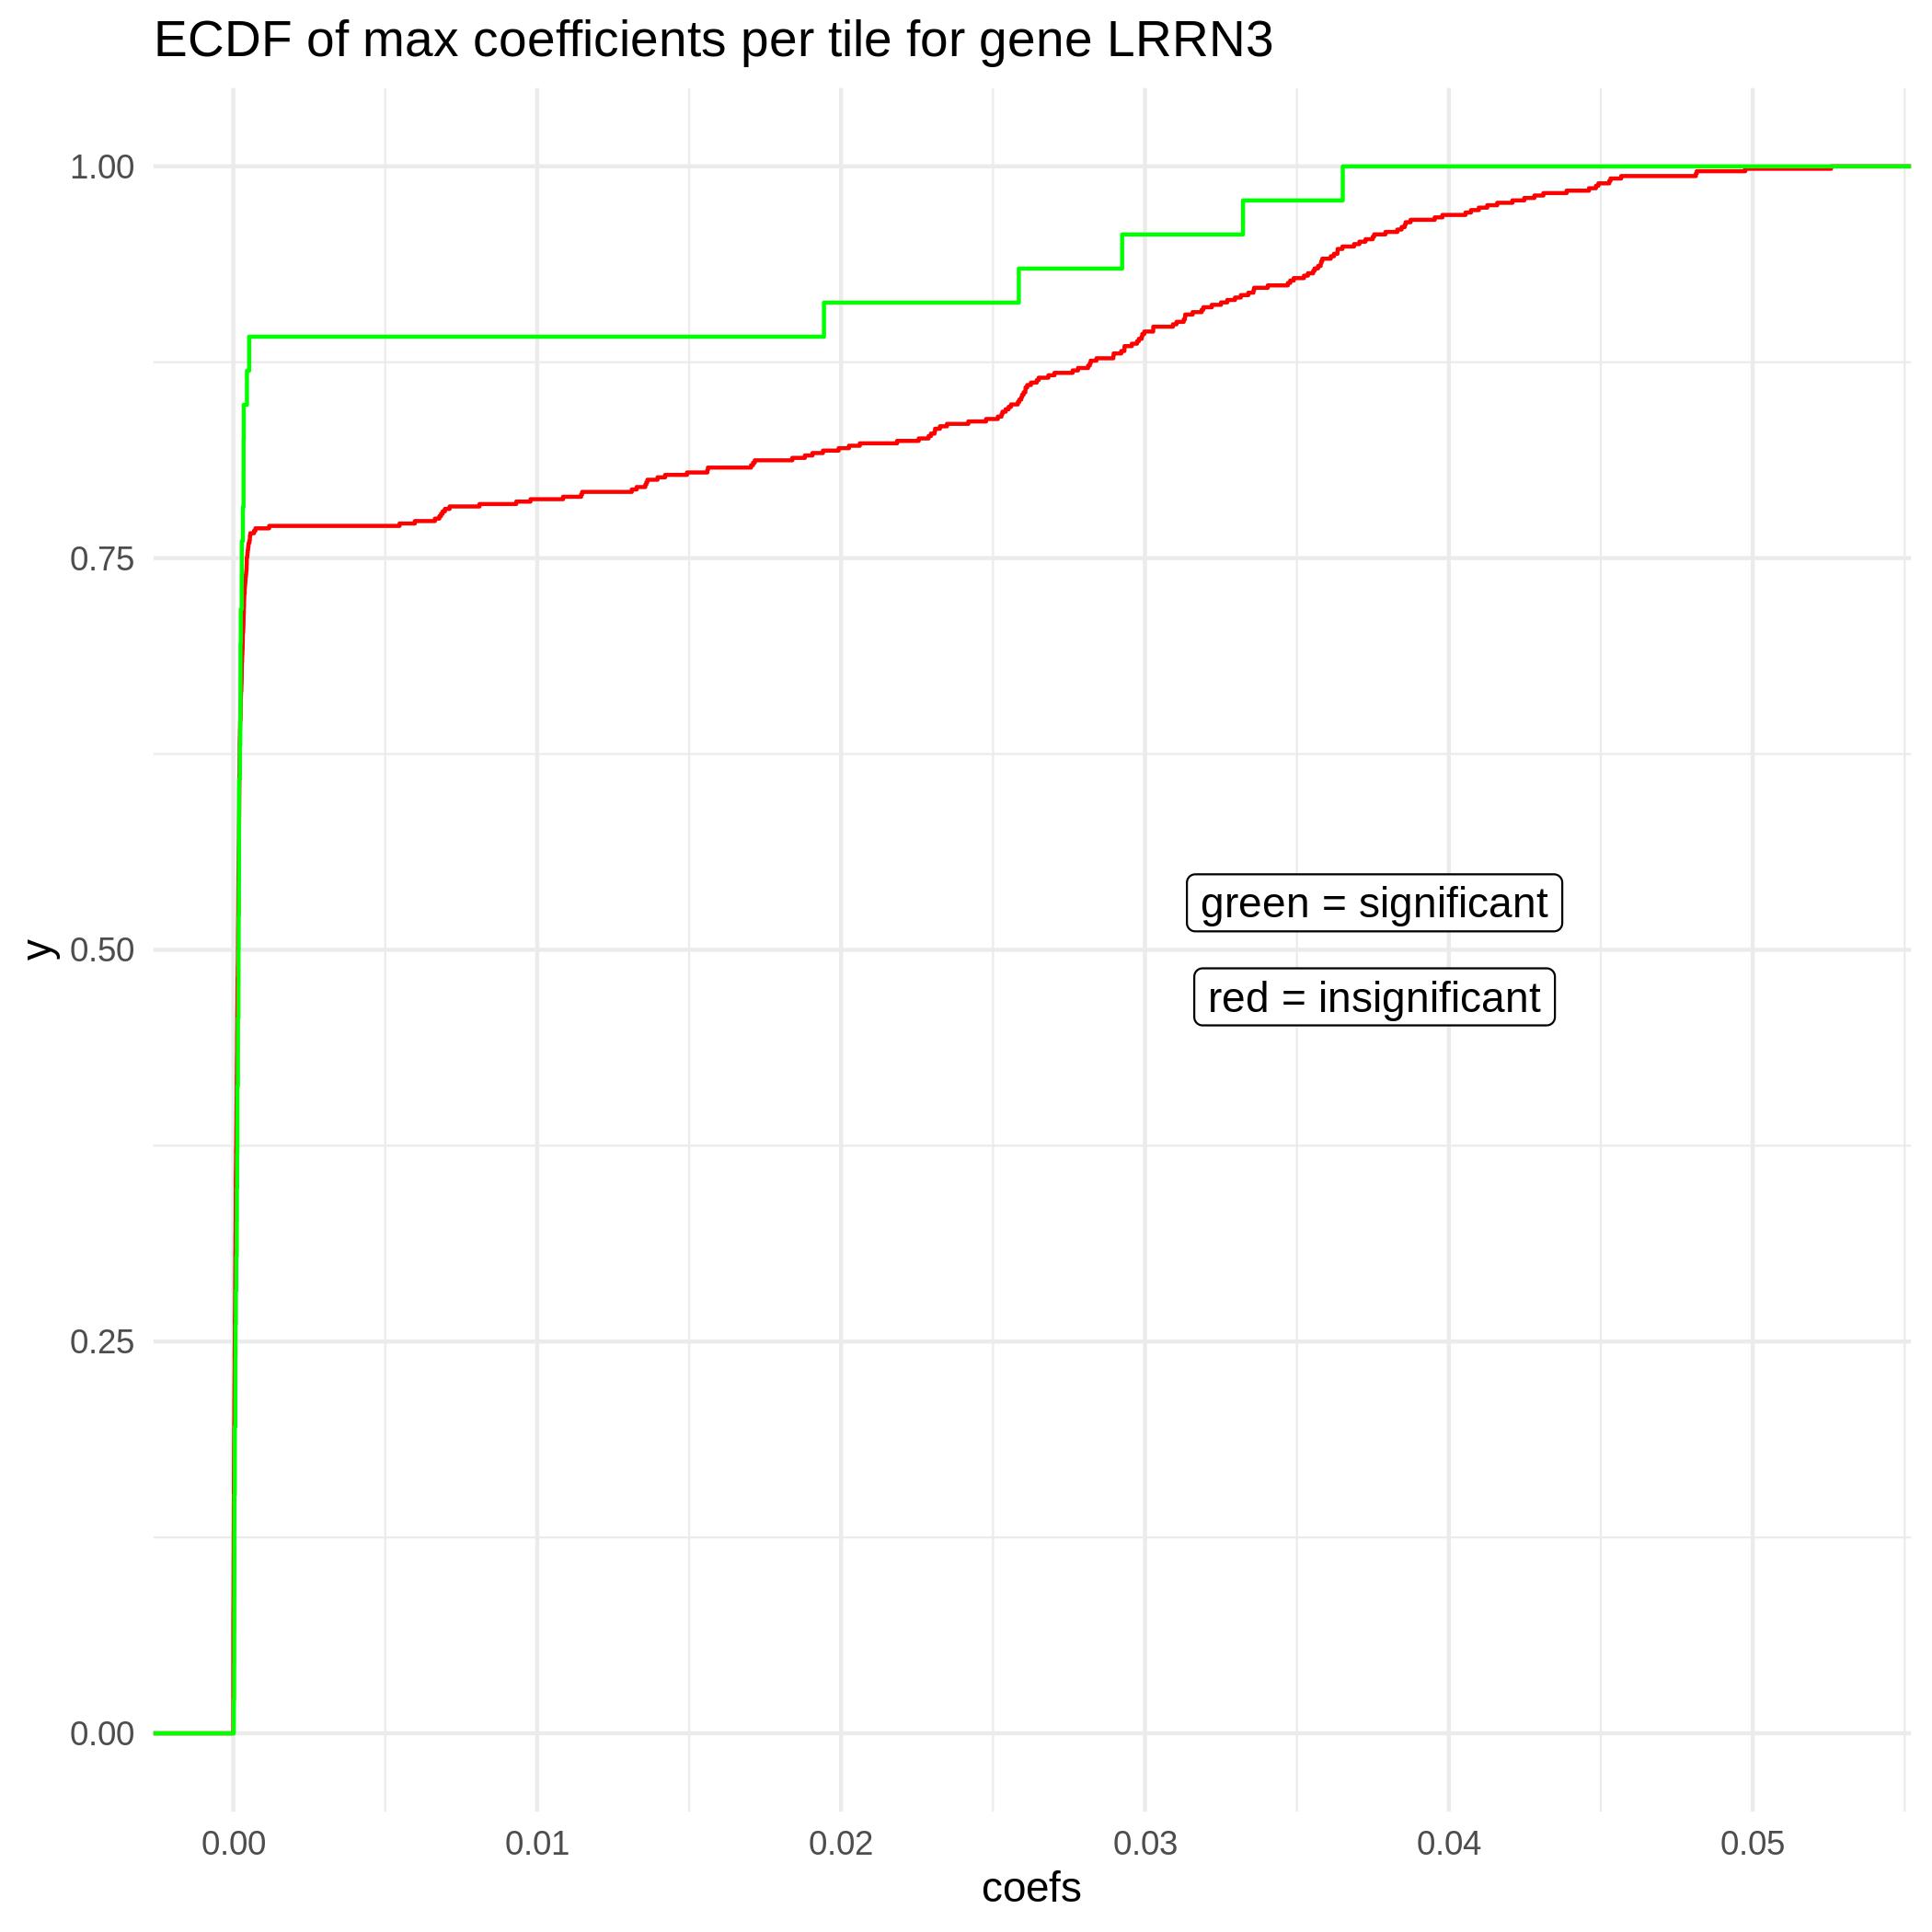 ECDF of max coefficients per tile for gene LRRN3
1.00
0.75
0.50
0.25
0.00
y
green = significant
red = insignificant
0.00 0.01 0.02 0.03 0.04 0.05
coefs